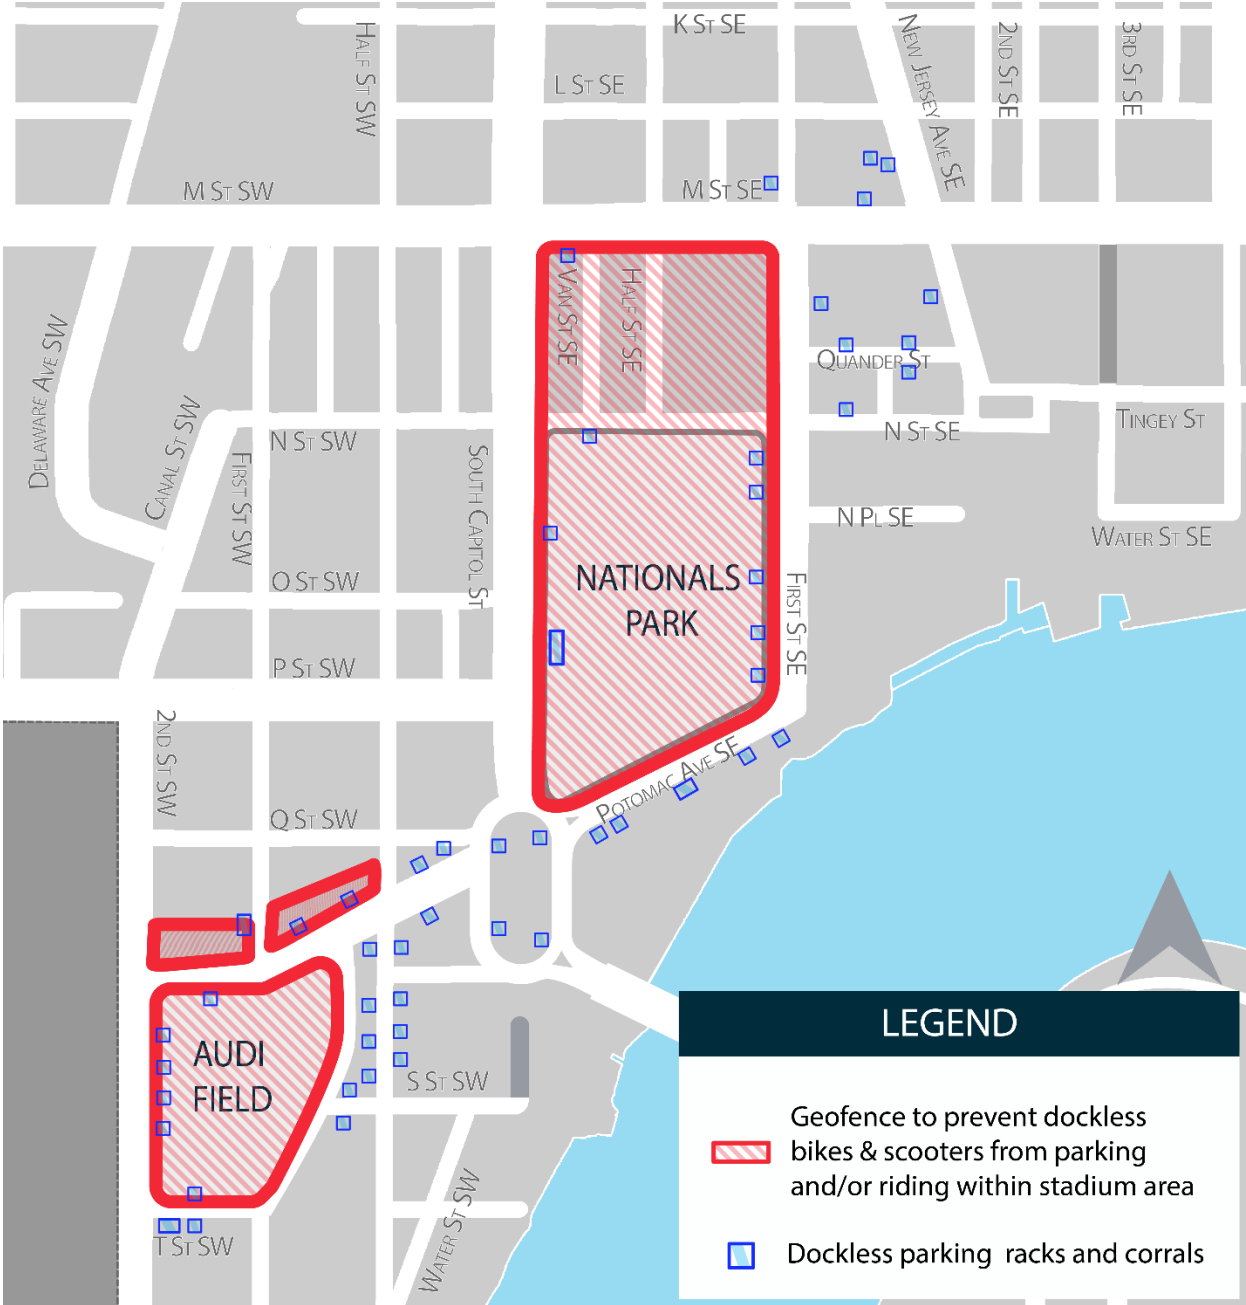 K St SE
Half St SW
New Jersey Ave SE
2nd St SE
3rd St SE
L St SE
M St SW
M St SE
Van St SE
Half St SE
Delaware Ave SW
Canal St SW
Quander St
Tingey St
N St SW
N St SE
First St SW
South Capitol St
N Pl SE
Water St SE
O St SW
NATIONALS
PARK
First St SE
P St SW
2nd St SW
Potomac Ave SE
Q St SW
AUDI
FIELD
S St SW
Water St SW
T St SW
LEGEND
Geofence to prevent dockless
bikes & scooters from parking
and/or riding within stadium area
Dockless parking racks and corrals